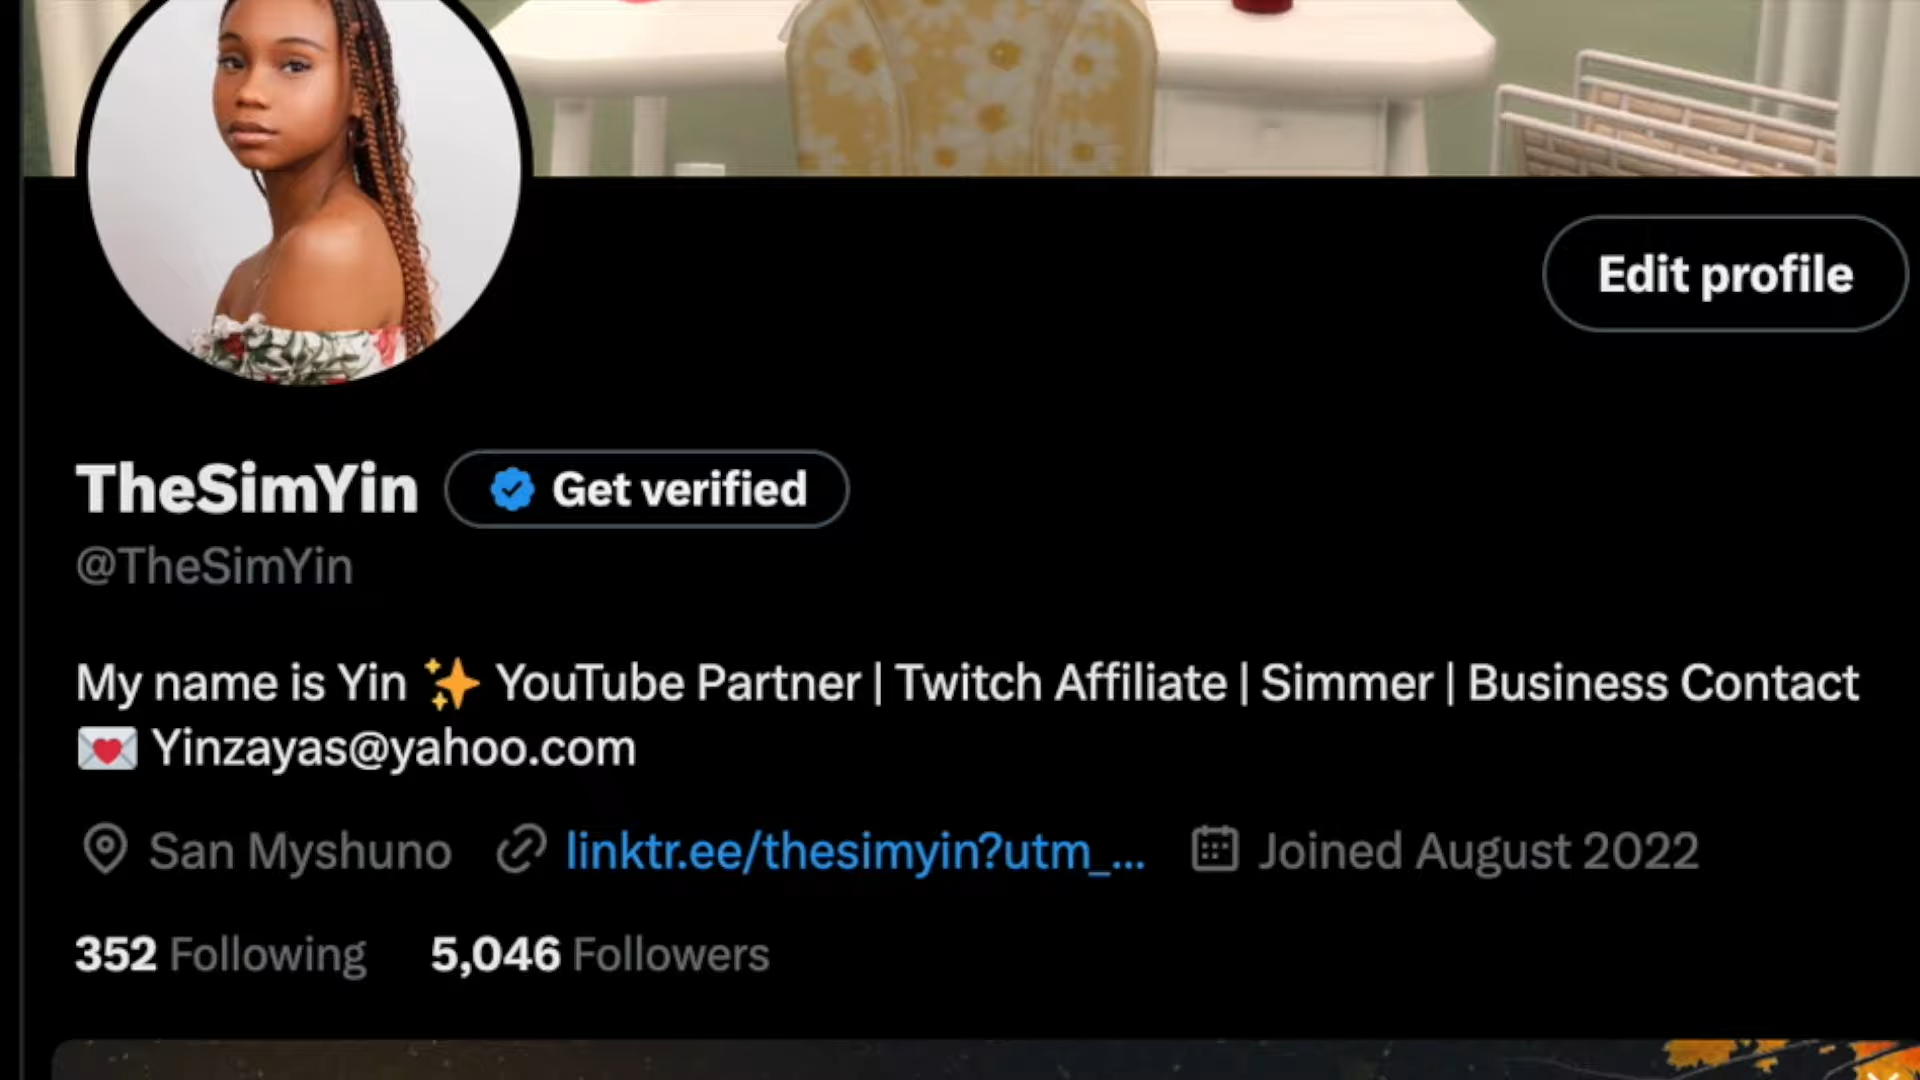 Edit profile
TheSimYin Get verified
@TheSimYin
My name is Yin ✨ YouTube Partner | Twitch Affiliate | Simmer | Business Contact
💌 Yinzayas@yahoo.com
San Myshuno linktr.ee/thesimyin?utm_... Joined August 2022
352 Following 5,046 Followers